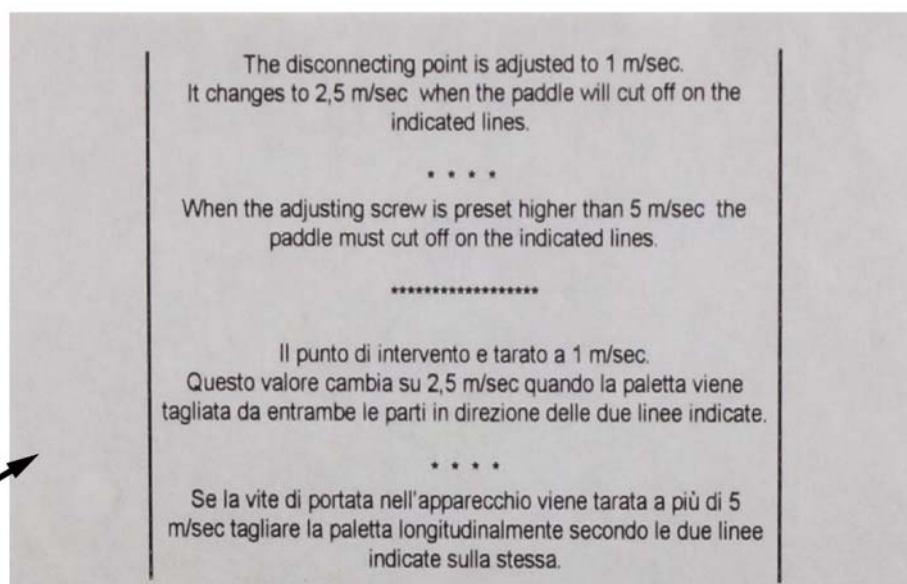 The disconnecting point is adjusted to 1 m/sec.
It changes to 2,5 m/sec when the paddle will cut off on the
indicated lines.
* * * *
When the adjusting screw is preset higher than 5 m/sec the
paddle must cut off on the indicated lines.
******************
Il punto di intervento e tarato a 1 m/sec.
Questo valore cambia su 2,5 m/sec quando la paletta viene
tagliata da entrambe le parti in direzione delle due linee indicate.
* * * *
Se la vite di portata nell'apparecchio viene tarata a più di 5
m/sec tagliare la paletta longitudinalmente secondo le due linee
indicate sulla stessa.